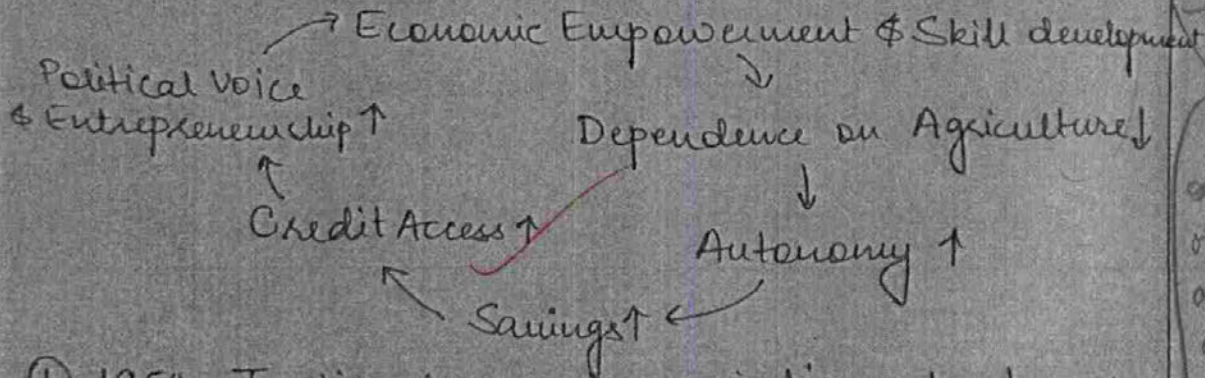 → Economic Empowerment & Skill development
Political Voice
& Entrepreneurship ↑
Dependence on Agriculture ↓
Credit Access ↑
Autonomy ↑
Savings ↑